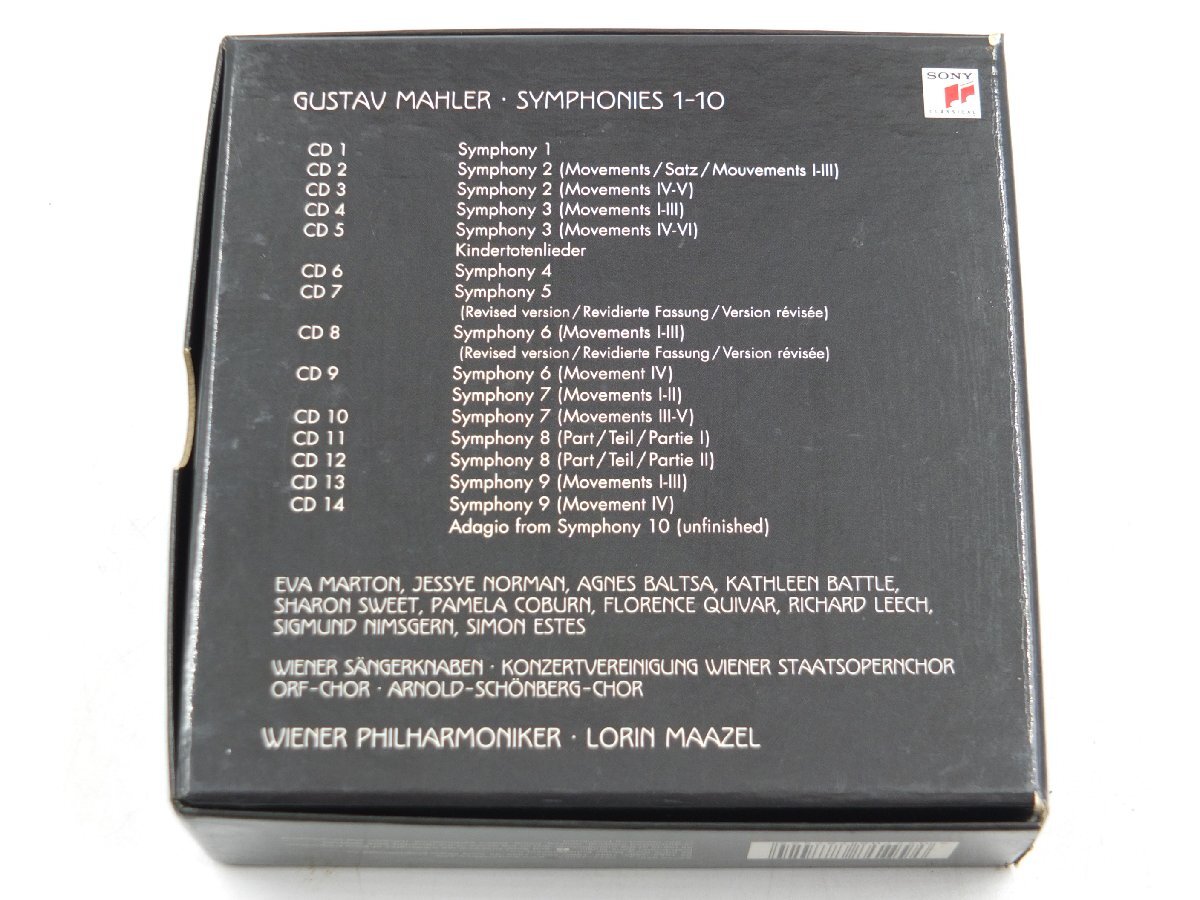 GUSTAV MAHLER · SYMPHONIES 1-10
SONY
CLASSICAL
CD 1 Symphony 1
CD 2 Symphony 2 (Movements / Satz / Mouvements I-III)
CD 3 Symphony 2 (Movements IV-V)
CD 4 Symphony 3 (Movements I-III)
CD 5 Symphony 3 (Movements IV-VI)
Kindertotenlieder
CD 6 Symphony 4
CD 7 Symphony 5
(Revised version / Revidierte Fassung / Version révisée)
CD 8 Symphony 6 (Movements I-III)
(Revised version / Revidierte Fassung / Version révisée)
CD 9 Symphony 6 (Movement IV)
Symphony 7 (Movements I-II)
CD 10 Symphony 7 (Movements III-V)
CD 11 Symphony 8 (Part / Teil / Partie I)
CD 12 Symphony 8 (Part / Teil / Partie II)
CD 13 Symphony 9 (Movements I-III)
CD 14 Symphony 9 (Movement IV)
Adagio from Symphony 10 (unfinished)
EVA MARTON, JESSYE NORMAN, AGNES BALTSA, KATHLEEN BATTLE,
SHARON SWEET, PAMELA COBURN, FLORENCE QUIVAR, RICHARD LEECH,
SIGMUND NIMSGERN, SIMON ESTES
WIENER SÄNGERKNABEN · KONZERTVEREINIGUNG WIENER STAATSOPERNCHOR
ORF-CHOR · ARNOLD-SCHÖNBERG-CHOR
WIENER PHILHARMONIKER · LORIN MAAZEL